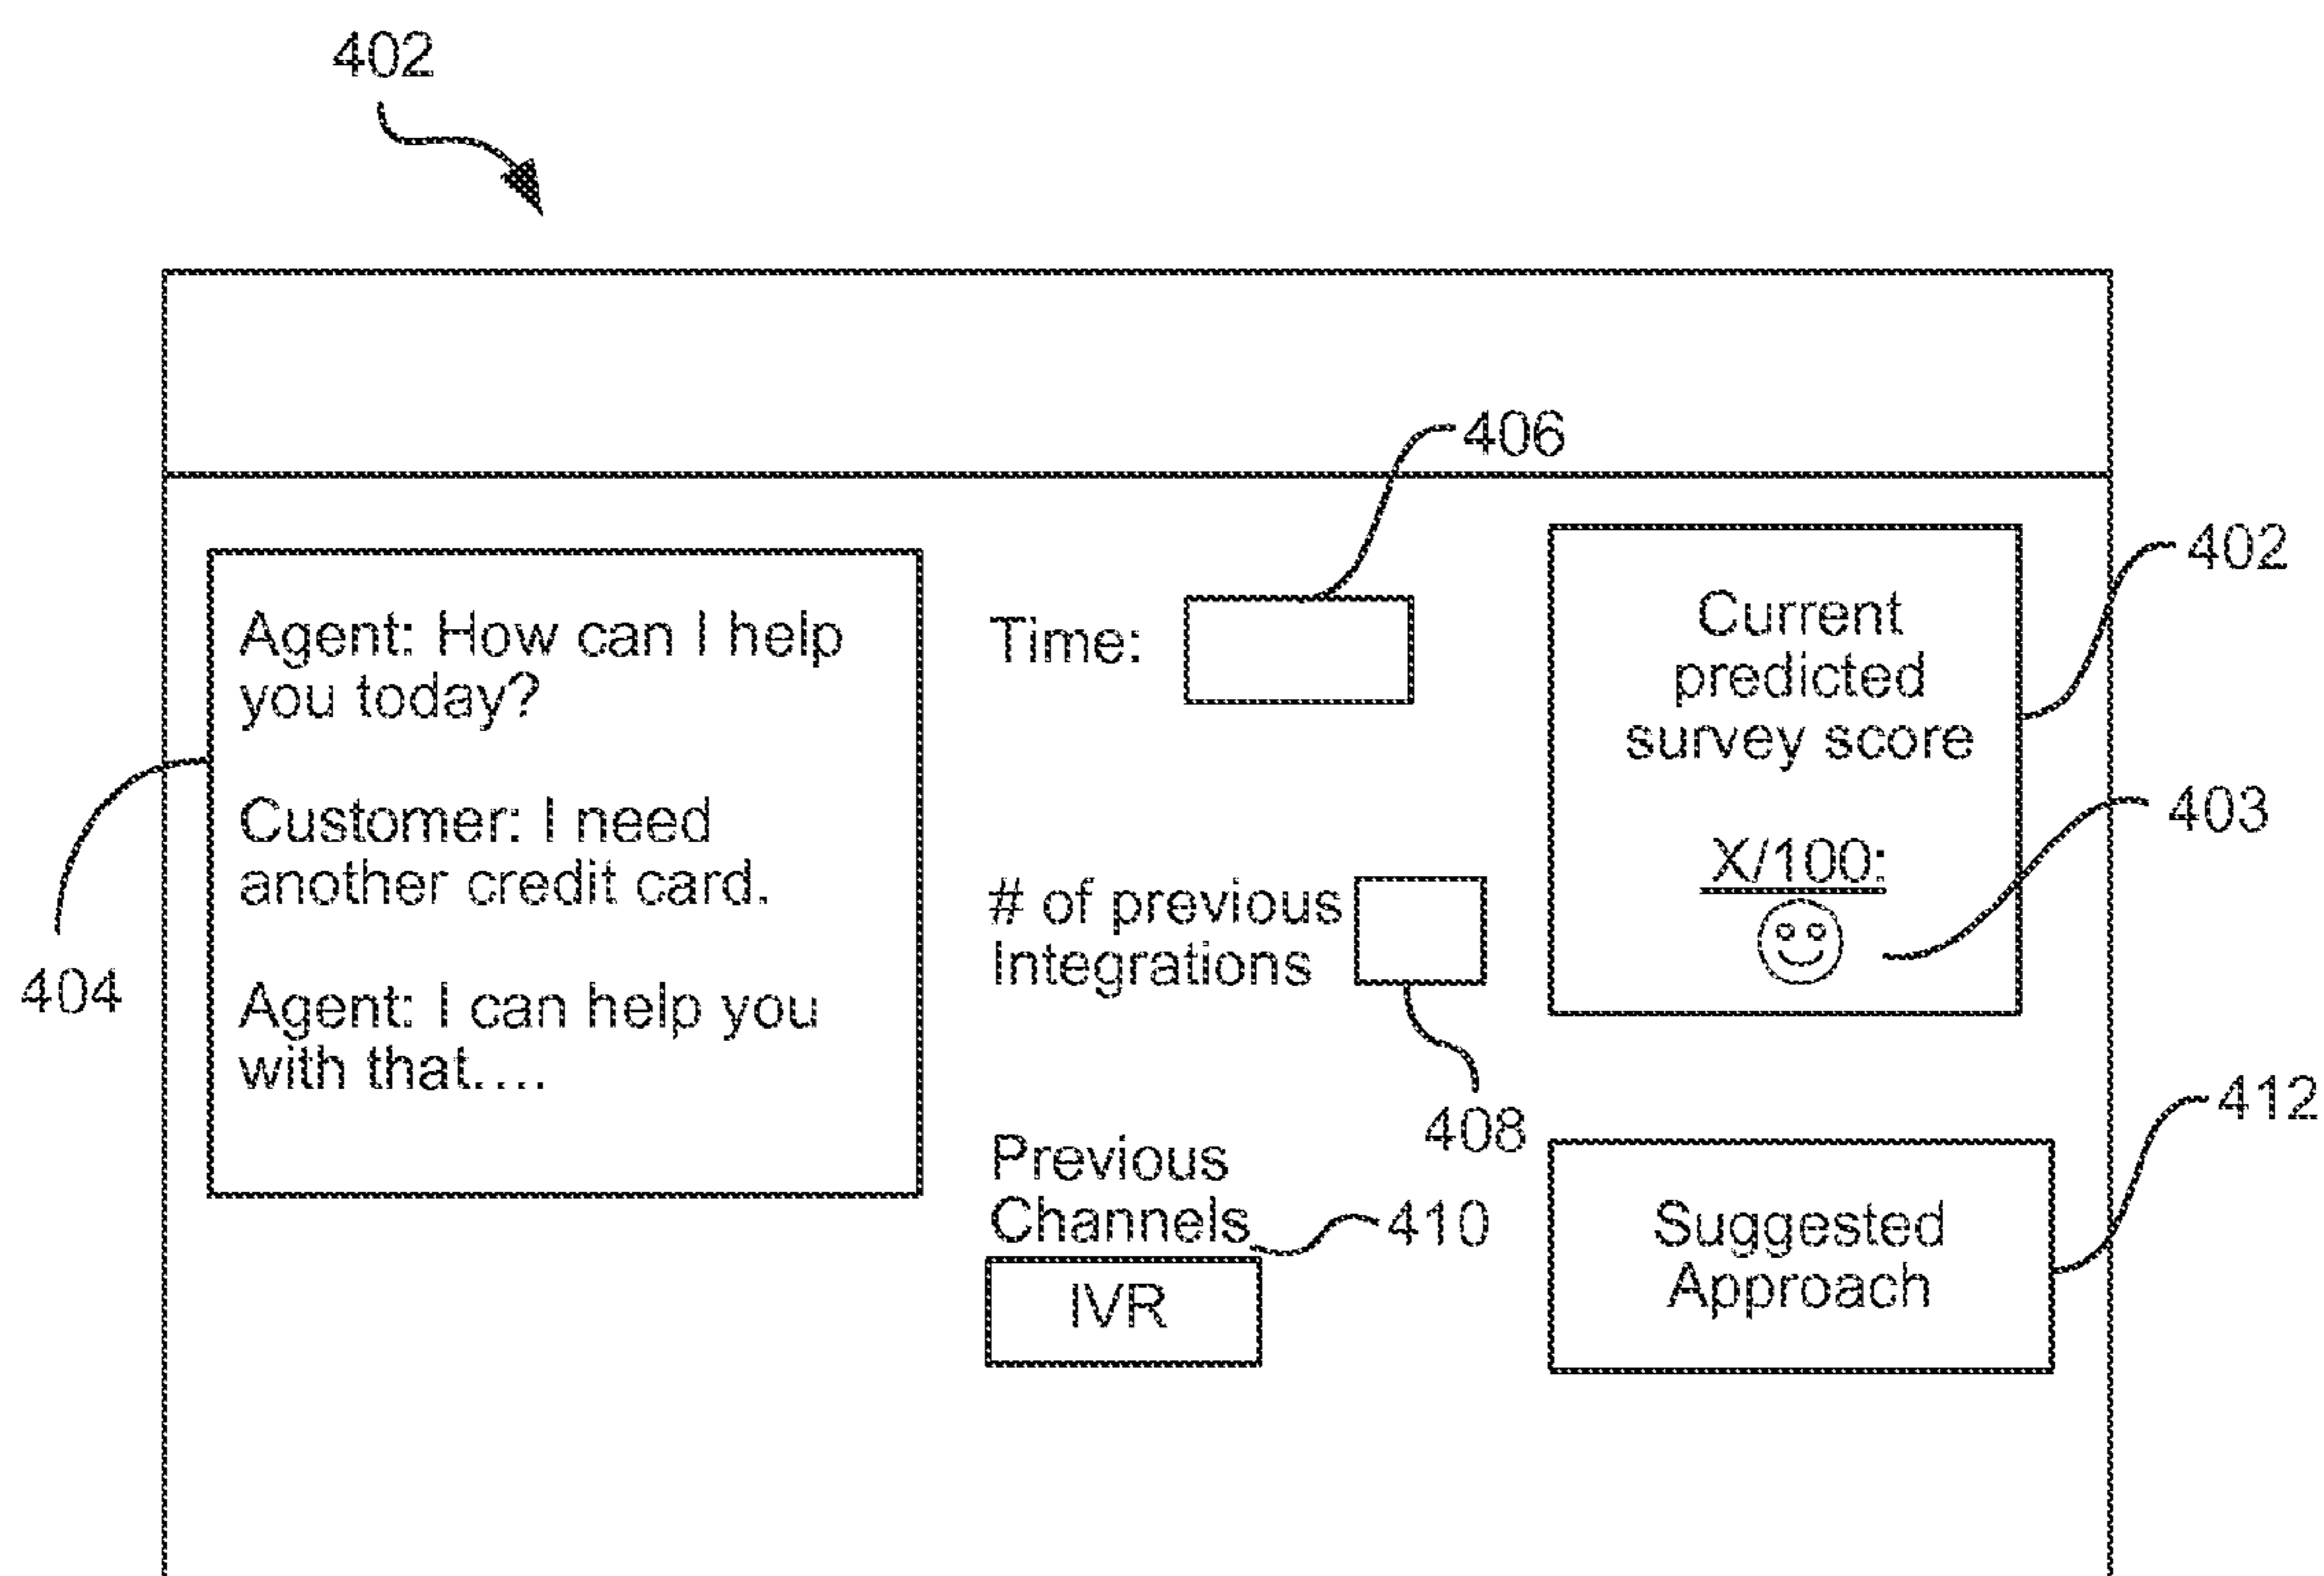 402
406
Agent: How can I help
you today?
Customer: I need
another credit card.
Agent: I can help you
with that....
404
Time:
# of previous
Integrations
408
Previous
Channels
410
IVR
Current
predicted
survey score
X/100:
402
403
Suggested
Approach
412